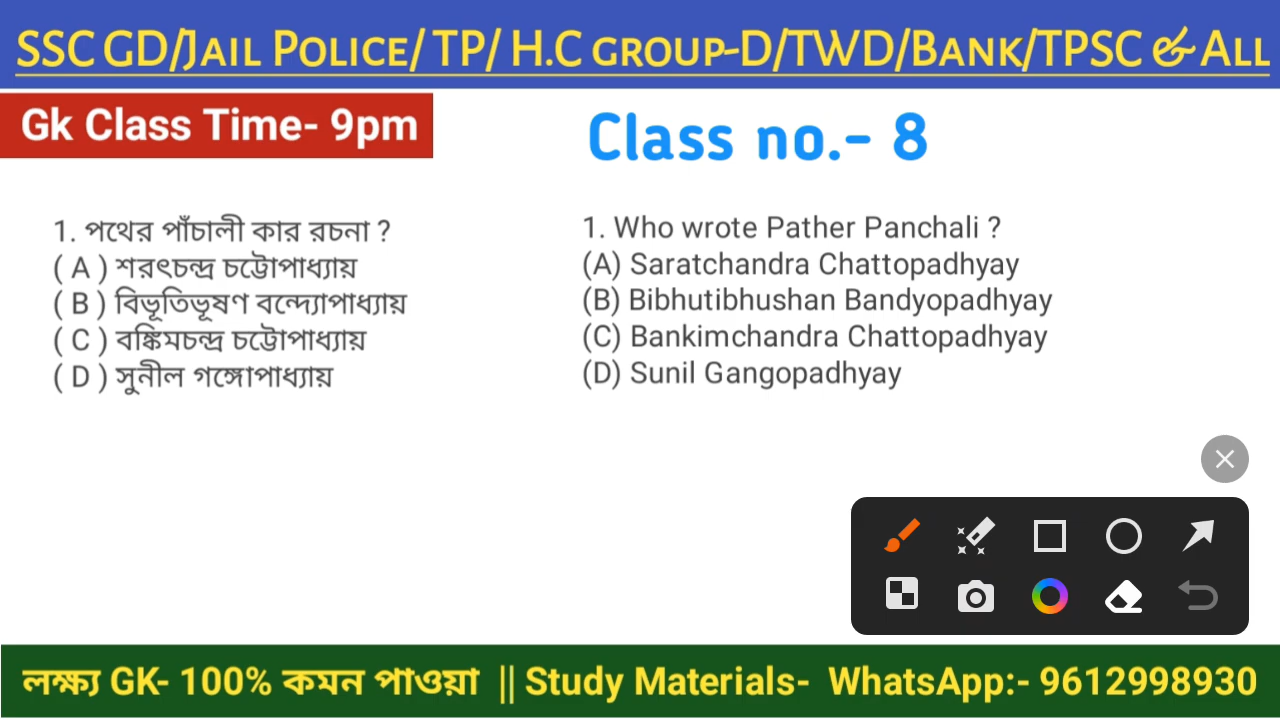 SSC GD/Jail Police/ TP/ H.C group-D/TWD/Bank/TPSC & All
Gk Class Time- 9pm
Class no.- 8
1. পথের পাঁচালী কার রচনা ?
( A ) শরৎচন্দ্র চট্টোপাধ্যায়
( B ) বিভূতিভূষণ বন্দ্যোপাধ্যায়
( C ) বঙ্কিমচন্দ্র চট্টোপাধ্যায়
( D ) সুনীল গঙ্গোপাধ্যায়
1. Who wrote Pather Panchali ?
(A) Saratchandra Chattopadhyay
(B) Bibhutibhushan Bandyopadhyay
(C) Bankimchandra Chattopadhyay
(D) Sunil Gangopadhyay
লক্ষ্য GK- 100% কমন পাওয়া || Study Materials- WhatsApp:- 9612998930